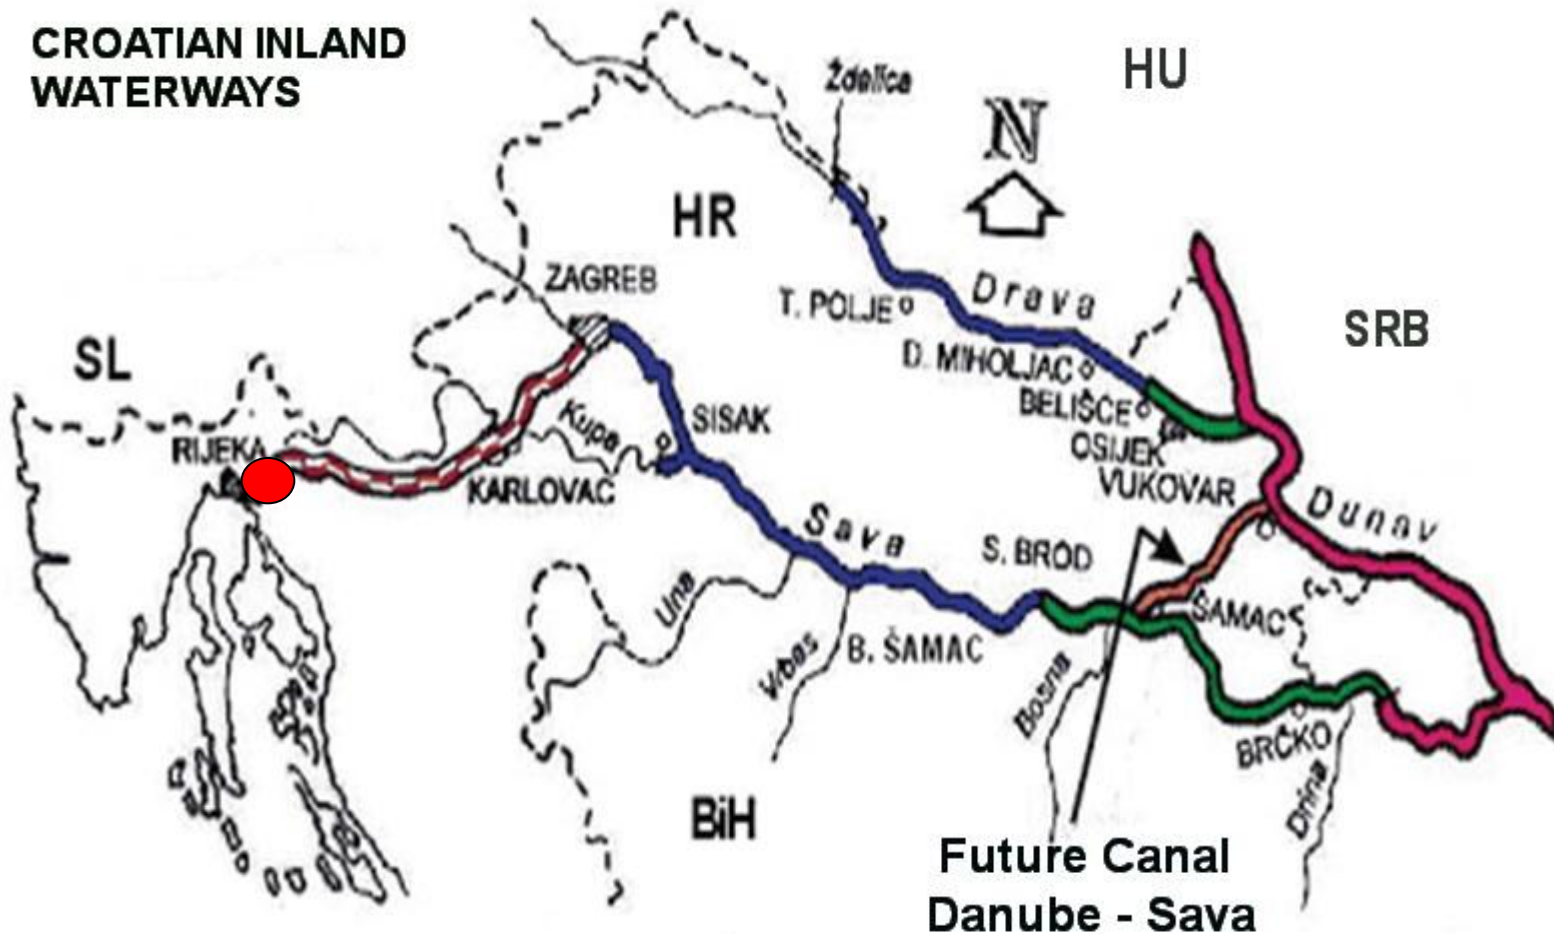 CROATIAN INLAND
WATERWAYS
HU
Ždalica
N
HR
ZAGREB
Drava
T. POLJE
SRB
SL
D. MIHOLJAC
BELIŠĆE
RIJEKA
Kupa
SISAK
OSIJEK
KARLOVAC
VUKOVAR
Dunav
Sava
S. BROD
Una
ŠAMAC
B. ŠAMAC
Vrbas
Bosna
BRČKO
BiH
Drina
Future Canal
Danube - Sava